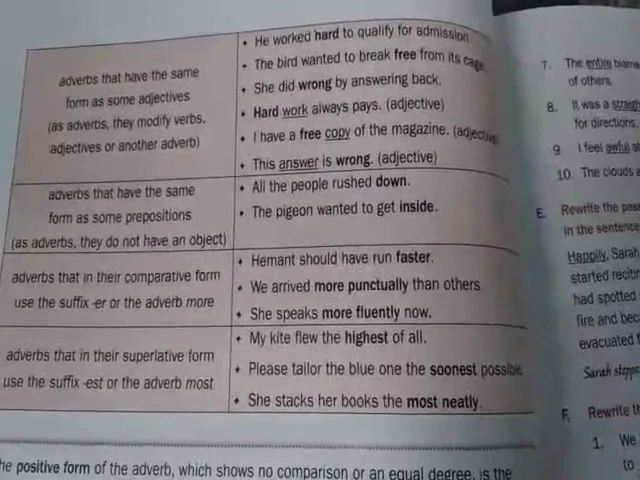 adverbs that have the same
form as some adjectives
(as adverbs, they modify verbs,
adjectives or another adverb)
• He worked hard to qualify for admission.
• The bird wanted to break free from its cage.
• She did wrong by answering back.
• Hard work always pays. (adjective)
• I have a free copy of the magazine. (adjective)
• This answer is wrong. (adjective)
adverbs that have the same
form as some prepositions
(as adverbs, they do not have an object)
• All the people rushed down.
• The pigeon wanted to get inside.
adverbs that in their comparative form
use the suffix -er or the adverb more
• Hemant should have run faster.
• We arrived more punctually than others.
• She speaks more fluently now.
adverbs that in their superlative form
use the suffix -est or the adverb most
• My kite flew the highest of all.
• Please tailor the blue one the soonest possible.
• She stacks her books the most neatly.
he positive form of the adverb, which shows no comparison or an equal degree, is the
7. The entire blame
of others.
8. It was a straigh
for directions.
9 I feel awful
10. The clouds
E. Rewrite the pas
in the sentence
Happily, Sarah
started recitin
had spotted
fire and bec
evacuated
Sarah steppe
F. Rewrite th
1. We
to